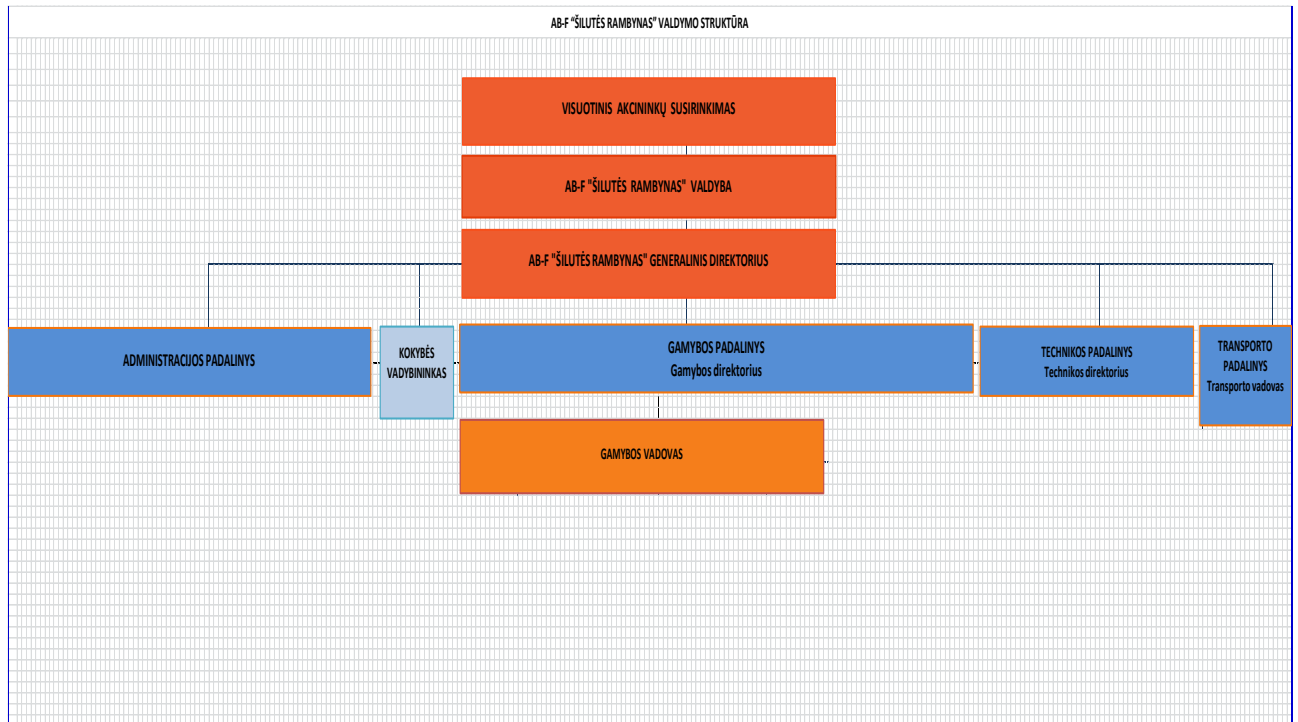 AB-F "ŠILUTĖS RAMBYNAS" VALDYMO STRUKTŪRA
VISUOTINIS AKCININKŲ SUSIRINKIMAS
AB-F "ŠILUTĖS RAMBYNAS" VALDYBA
AB-F "ŠILUTĖS RAMBYNAS" GENERALINIS DIREKTORIUS
ADMINISTRACIJOS PADALINYS
KOKYBĖS
VADYBININKAS
GAMYBOS PADALINYS
Gamybos direktorius
TECHNIKOS PADALINYS
Technikos direktorius
TRANSPORTO
PADALINYS
Transporto vadovas
GAMYBOS VADOVAS